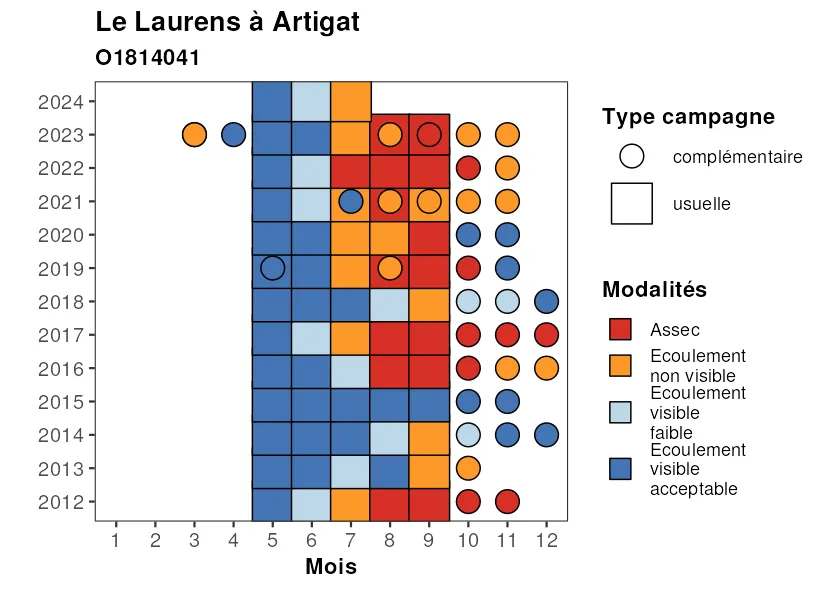 Le Laurens à Artigat
O1814041
2024
2023
2022
2021
2020
2019
2018
2017
2016
2015
2014
2013
2012
1 2 3 4 5 6 7 8 9 10 11 12
Mois
Type campagne
complémentaire
usuelle
Modalités
Assec
Ecoulement
non visible
Ecoulement
visible
faible
Ecoulement
visible
acceptable